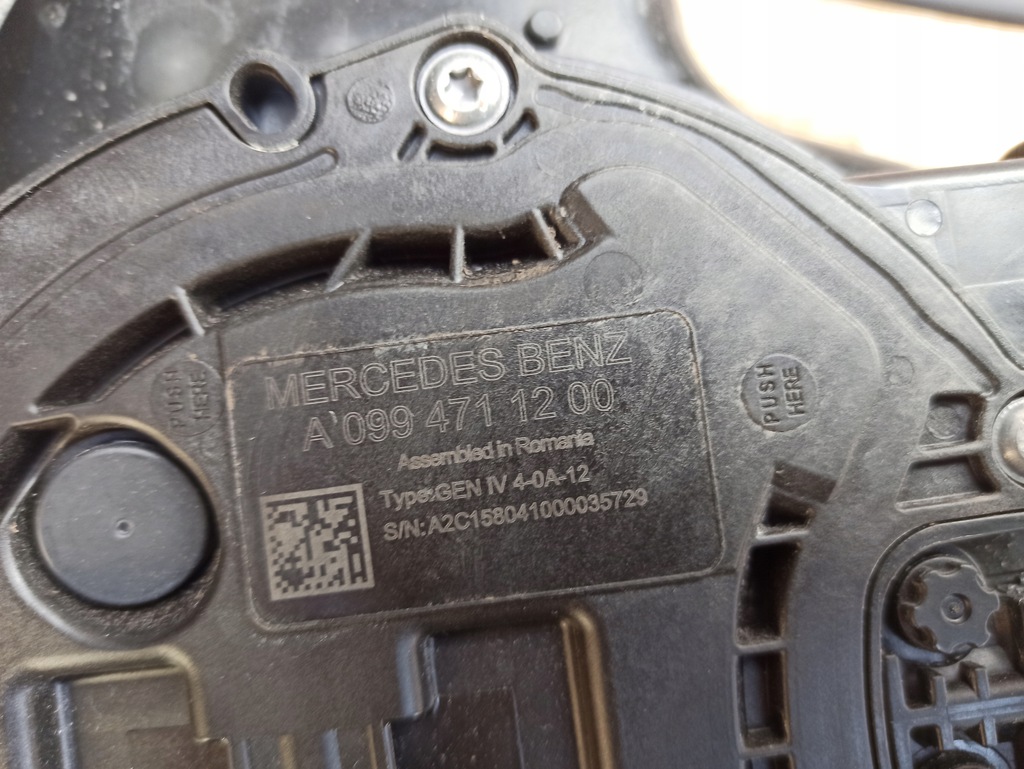 MERCEDES BENZ
A 099 471 12 00
Assembled in Romania
Type:GEN IV 4-0A-12
S/N: A2C158041000035729
PUSH
HERE
PUSH
HERE